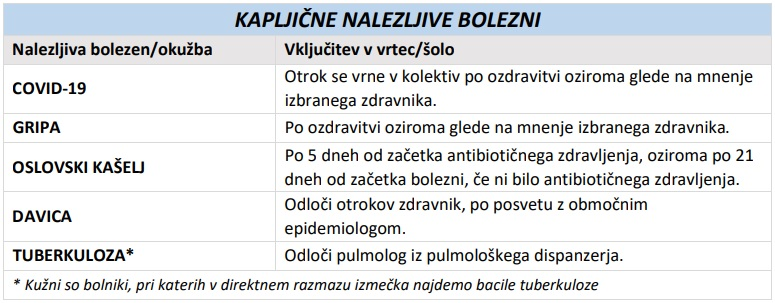 KAPLJIČNE NALEZLJIVE BOLEZNI
Nalezljiva bolezen/okužba Vključitev v vrtec/šolo
COVID-19 Otrok se vrne v kolektiv po ozdravitvi oziroma glede na mnenje
izbranega zdravnika.
GRIPA Po ozdravitvi oziroma glede na mnenje izbranega zdravnika.
OSLOVSKI KAŠELJ Po 5 dneh od začetka antibiotičnega zdravljenja, oziroma po 21
dneh od začetka bolezni, če ni bilo antibiotičnega zdravljenja.
DAVICA Odloči otrokov zdravnik, po posvetu z območnim
epidemiologom.
TUBERKULOZA* Odloči pulmolog iz pulmološkega dispanzerja.
* Kužni so bolniki, pri katerih v direktnem razmazu izmečka najdemo bacile tuberkuloze